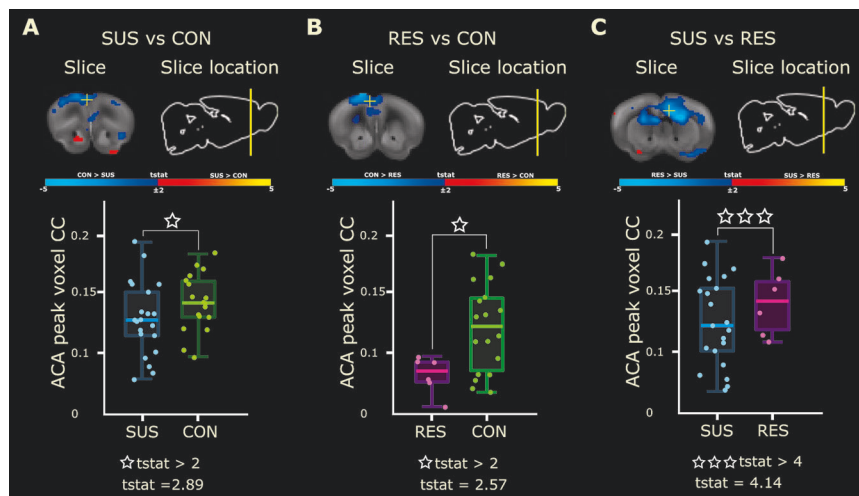 A
SUS vs CON
Slice
Slice location
CON > SUS
tstat
SUS > CON
-5
±2
5
ACA peak voxel CC
0.2
0.15
0.1
0
SUS
CON
tstat > 2
tstat =2.89
B
RES vs CON
Slice
Slice location
CON > RES
tstat
RES > CON
-5
±2
5
ACA peak voxel CC
0.2
0.15
0.1
0
RES
CON
tstat > 2
tstat = 2.57
C
SUS vs RES
Slice
Slice location
RES > SUS
tstat
SUS > RES
-5
±2
5
ACA peak voxel CC
0.2
0.15
0.1
0
SUS
RES
tstat > 4
tstat = 4.14